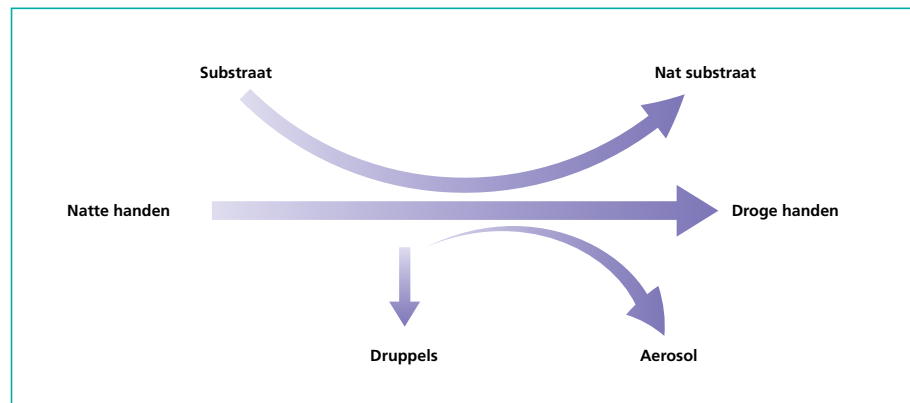 Substraat
Nat substraat
Natte handen
Droge handen
Druppels
Aerosol